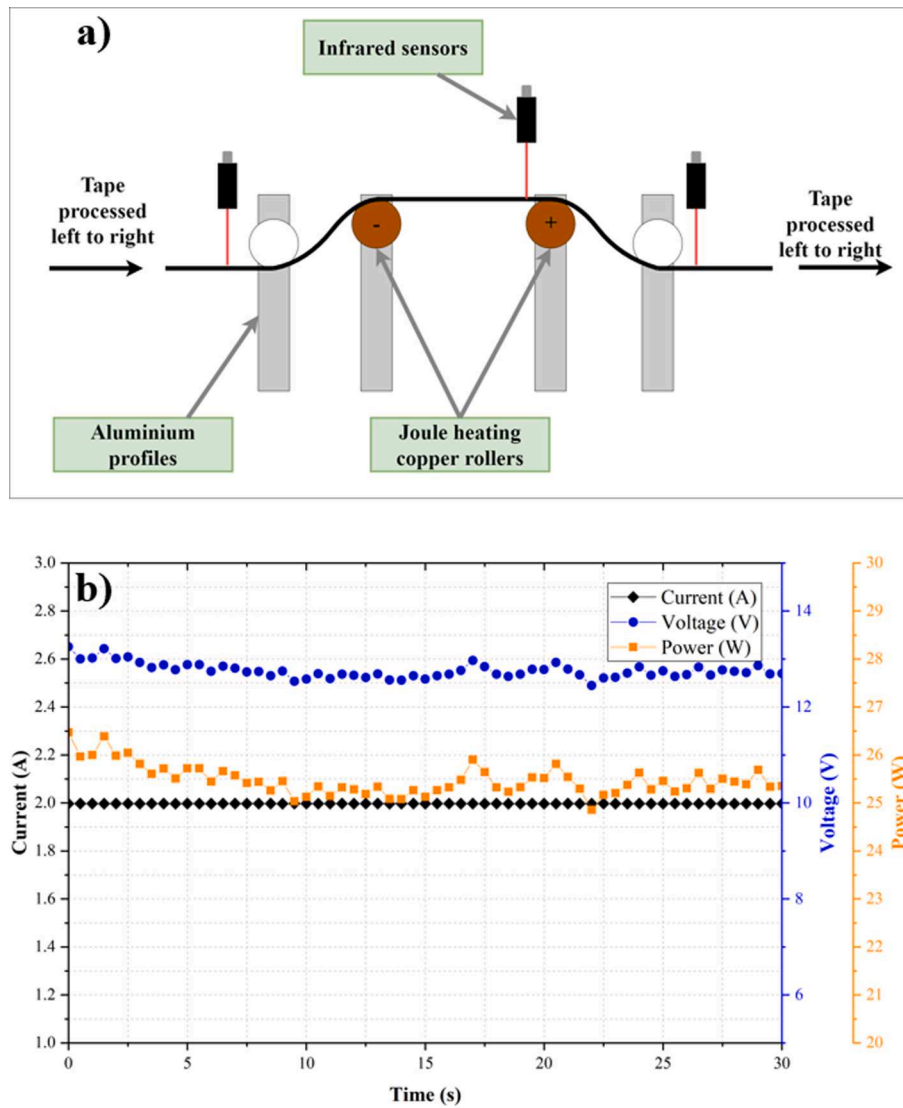 a)
Infrared sensors
Tape
processed
left to right
Tape
processed
left to right
-
+
Aluminium
profiles
Joule heating
copper rollers
b)
Current (A)
Voltage (V)
Power (W)
3.0
2.8
2.6
2.4
2.2
2.0
1.8
1.6
1.4
1.2
1.0
Current (A)
14
12
10
8
6
Voltage (V)
30
29
28
27
26
25
24
23
22
21
20
Power (W)
0
5
10
15
20
25
30
Time (s)